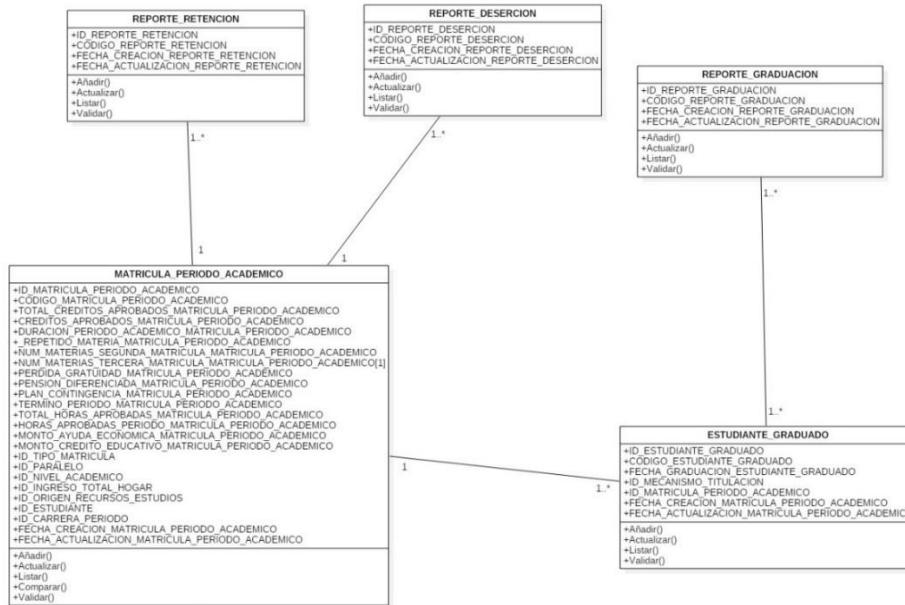 REPORTE_RETENCION
+ID_REPORTE_RETENCION
+CÓDIGO_REPORTE_RETENCION
+FECHA_CREACION_REPORTE_RETENCION
+FECHA_ACTUALIZACION_REPORTE_RETENCION
+Añadir()
+Actualizar()
+Listar()
+Validar()
1..*
1
REPORTE_DESERCION
+ID_REPORTE_DESERCION
+CÓDIGO_REPORTE_DESERCION
+FECHA_CREACION_REPORTE_DESERCION
+FECHA_ACTUALIZACION_REPORTE_DESERCION
+Añadir()
+Actualizar()
+Listar()
+Validar()
1..*
1
REPORTE_GRADUACION
+ID_REPORTE_GRADUACION
+CÓDIGO_REPORTE_GRADUACION
+FECHA_CREACION_REPORTE_GRADUACION
+FECHA_ACTUALIZACION_REPORTE_GRADUACION
+Añadir()
+Actualizar()
+Listar()
+Validar()
1..*
1..*
MATRICULA_PERIODO_ACADEMICO
+ID_MATRICULA_PERIODO_ACADEMICO
+CÓDIGO_MATRICULA_PERIODO_ACADEMICO
+TOTAL_CREDITOS_APROBADOS_MATRICULA_PERIODO_ACADEMICO
+CREDITOS_APROBADOS_MATRICULA_PERIODO_ACADEMICO
+DURACION_PERIODO_ACADEMICO_MATRICULA_PERIODO_ACADEMICO
+_REPETIDO_MATERIA_MATRICULA_PERIODO_ACADEMICO
+NUM_MATERIAS_SEGUNDA_MATRICULA_MATRICULA_PERIODO_ACADEMICO
+NUM_MATERIAS_TERCERA_MATRICULA_MATRICULA_PERIODO_ACADEMICO[1]
+PERDIDA_GRATUIDAD_MATRICULA_PERIODO_ACADEMICO
+PENSION_DIFERENCIADA_MATRICULA_PERIODO_ACADEMICO
+PLAN_CONTINGENCIA_MATRICULA_PERIODO_ACADEMICO
+TERMINO_PERIODO_MATRICULA_PERIODO_ACADEMICO
+TOTAL_HORAS_APROBADAS_MATRICULA_PERIODO_ACADEMICO
+HORAS_APROBADAS_PERIODO_MATRICULA_PERIODO_ACADEMICO
+MONTO_AYUDA_ECONOMICA_MATRICULA_PERIODO_ACADEMICO
+MONTO_CREDITO_EDUCATIVO_MATRICULA_PERIODO_ACADEMICO
+ID_TIPO_MATRICULA
+ID_PARALELO
+ID_NIVEL_ACADEMICO
+ID_INGRESO_TOTAL_HOGAR
+ID_ORIGEN_RECURSOS_ESTUDIOS
+ID_ESTUDIANTE
+ID_CARRERA_PERIODO
+FECHA_CREACION_MATRICULA_PERIODO_ACADEMICO
+FECHA_ACTUALIZACION_MATRICULA_PERIODO_ACADEMICO
+Añadir()
+Actualizar()
+Listar()
+Comparar()
+Validar()
1
1..*
ESTUDIANTE_GRADUADO
+ID_ESTUDIANTE_GRADUADO
+CÓDIGO_ESTUDIANTE_GRADUADO
+FECHA_GRADUACION_ESTUDIANTE_GRADUADO
+ID_MECANISMO_TITULACION
+ID_MATRICULA_PERIODO_ACADEMICO
+FECHA_CREACION_MATRICULA_PERIODO_ACADEMICO
+FECHA_ACTUALIZACION_MATRICULA_PERIODO_ACADEMIC
+Añadir()
+Actualizar()
+Listar()
+Validar()